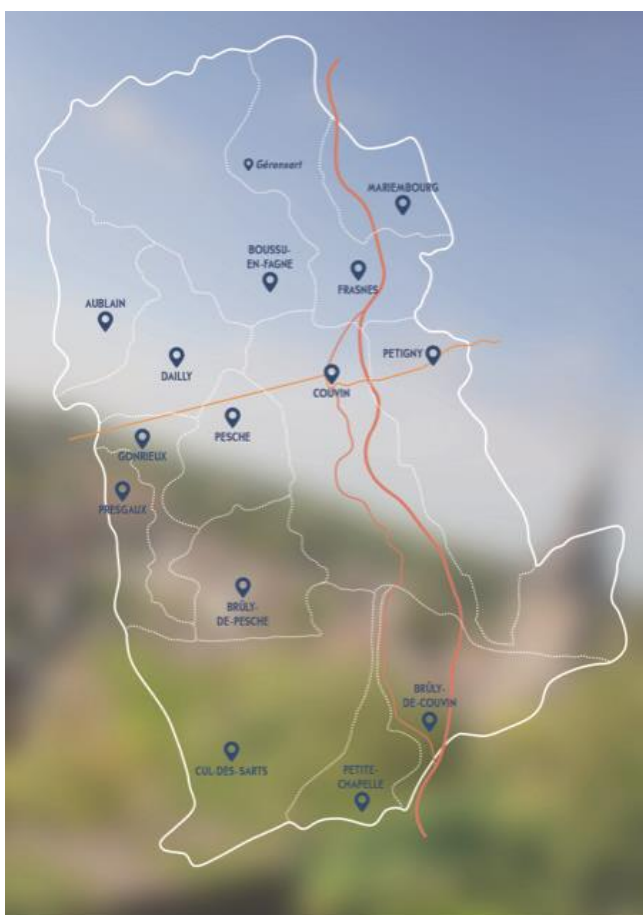 Géronsart
MARIEMBOURG
BOUSSU-
EN-FAGNE
FRASNES
AUBLAIN
DAILLY
PETIGNY
COUVIN
PESCHE
GONRIEUX
PRESGAUX
BRÛLY-
DE-PESCHE
BRÛLY-
DE-COUVIN
CUL-DES-SARTS
PETITE-
CHAPELLE